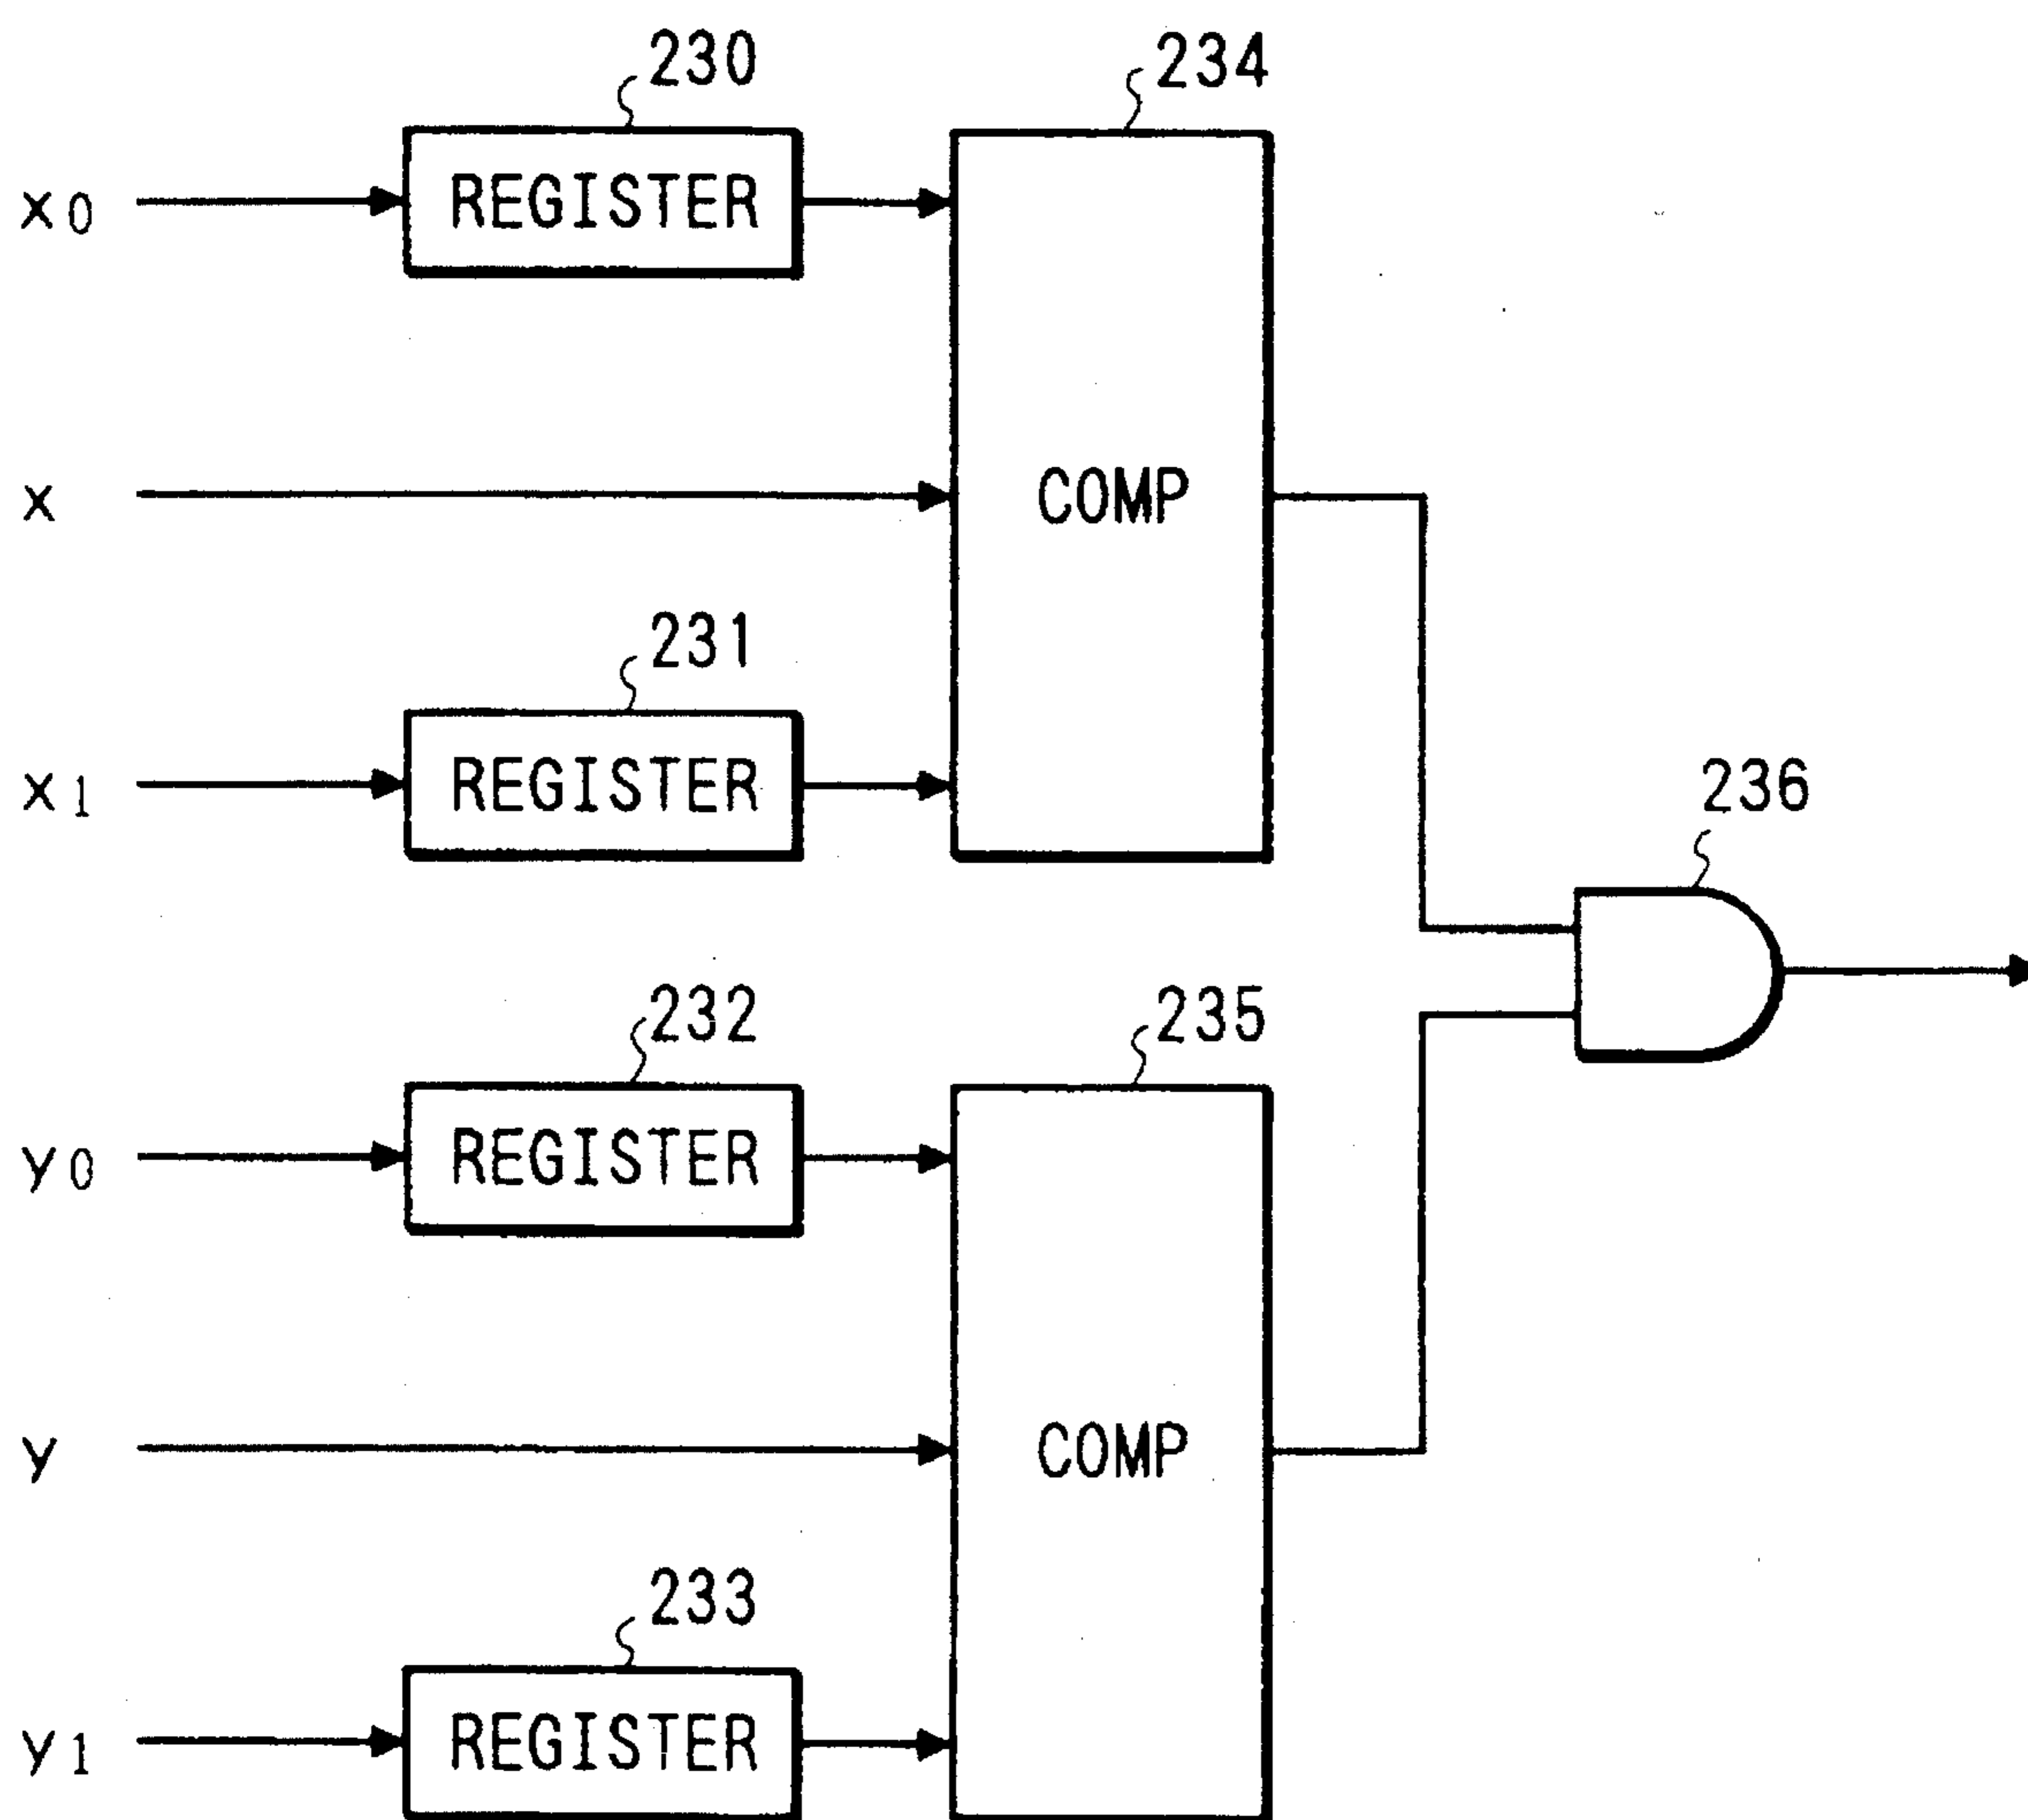 230
234
x0
REGISTER
x
COMP
231
x1
REGISTER
236
232
235
y0
REGISTER
y
COMP
233
y1
REGISTER